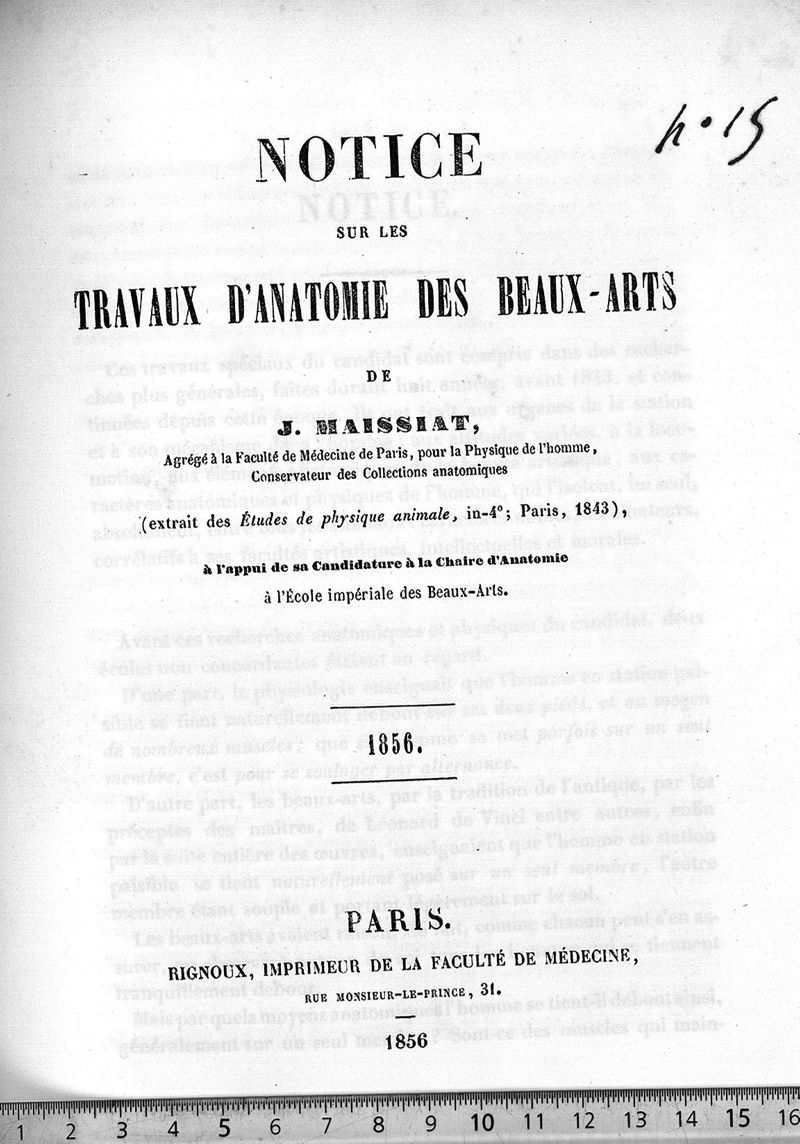 n° 15
NOTICE
SUR LES
TRAVAUX D'ANATOMIE DES BEAUX-ARTS
DE
J. MAISSIAT,
Agrégé à la Faculté de Médecine de Paris, pour la Physique de l'homme,
Conservateur des Collections anatomiques
(extrait des Études de physique animale, in-4°; Paris, 1843),
à l'appui de sa Candidature à la Chaire d'Anatomie
à l'École impériale des Beaux-Arts.
1856.
PARIS.
RIGNOUX, IMPRIMEUR DE LA FACULTÉ DE MÉDECINE,
RUE MONSIEUR-LE-PRINCE, 31.
1856
1 2 3 4 5 6 7 8 9 10 11 12 13 14 15 16